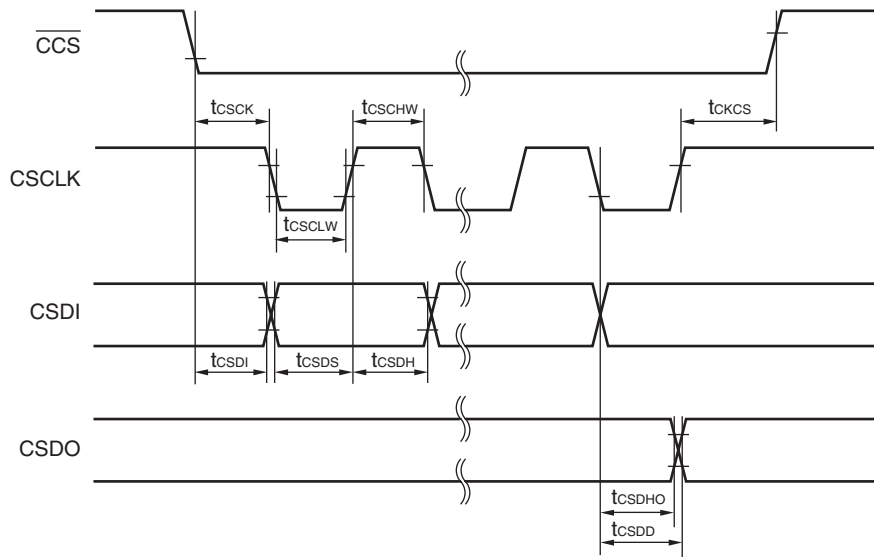 CCS
tCSCK
tCSCHW
tCKCS
CSCLK
tCSCLW
CSDI
tCSDI
tCSDS
tCSDH
CSDO
tCSDHO
tCSDD